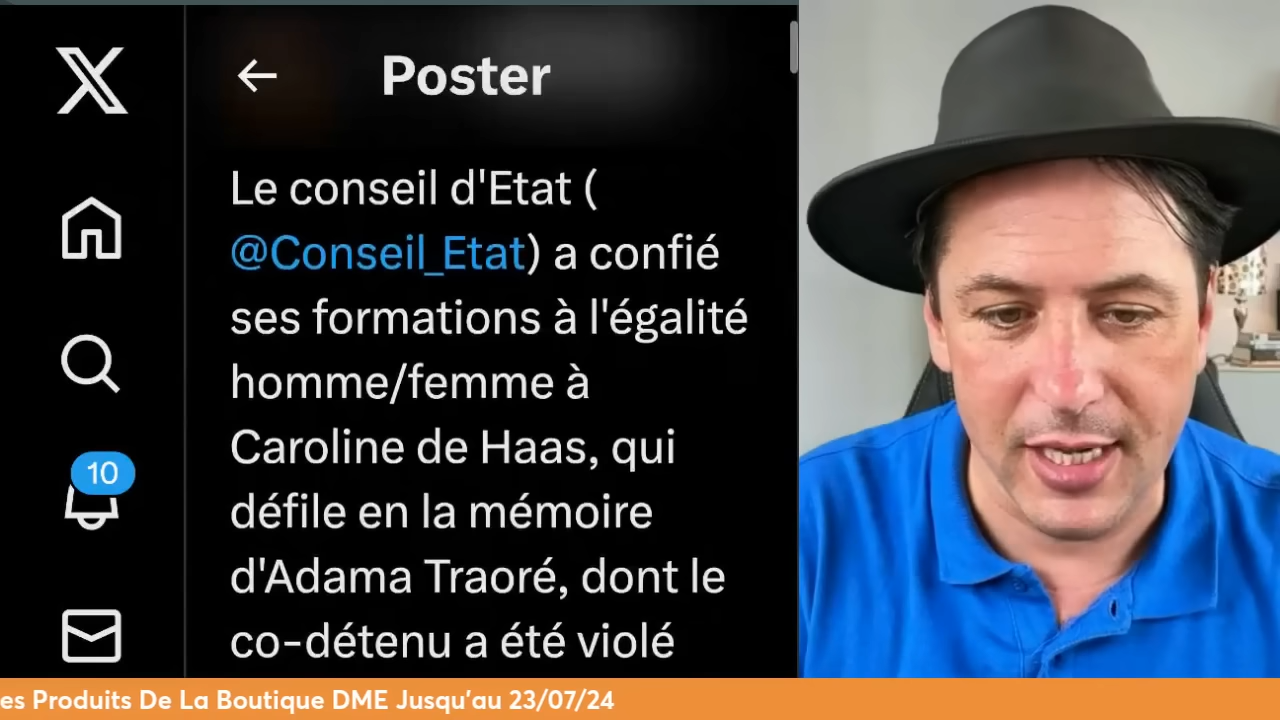 Poster
Le conseil d'Etat (
@Conseil_Etat) a confié
ses formations à l'égalité
homme/femme à
Caroline de Haas, qui
défile en la mémoire
d'Adama Traoré, dont le
co-détenu a été violé
10
es Produits De La Boutique DME Jusqu'au 23/07/24